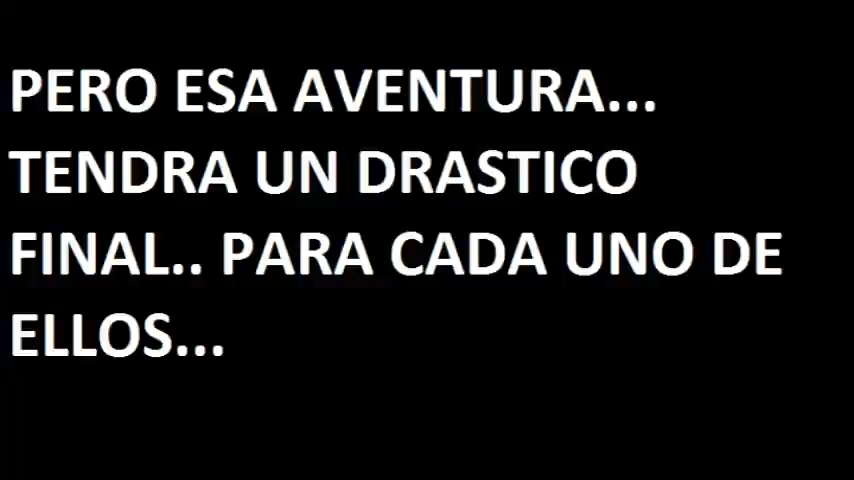 PERO ESA AVENTURA...
TENDRA UN DRASTICO
FINAL.. PARA CADA UNO DE
ELLOS...